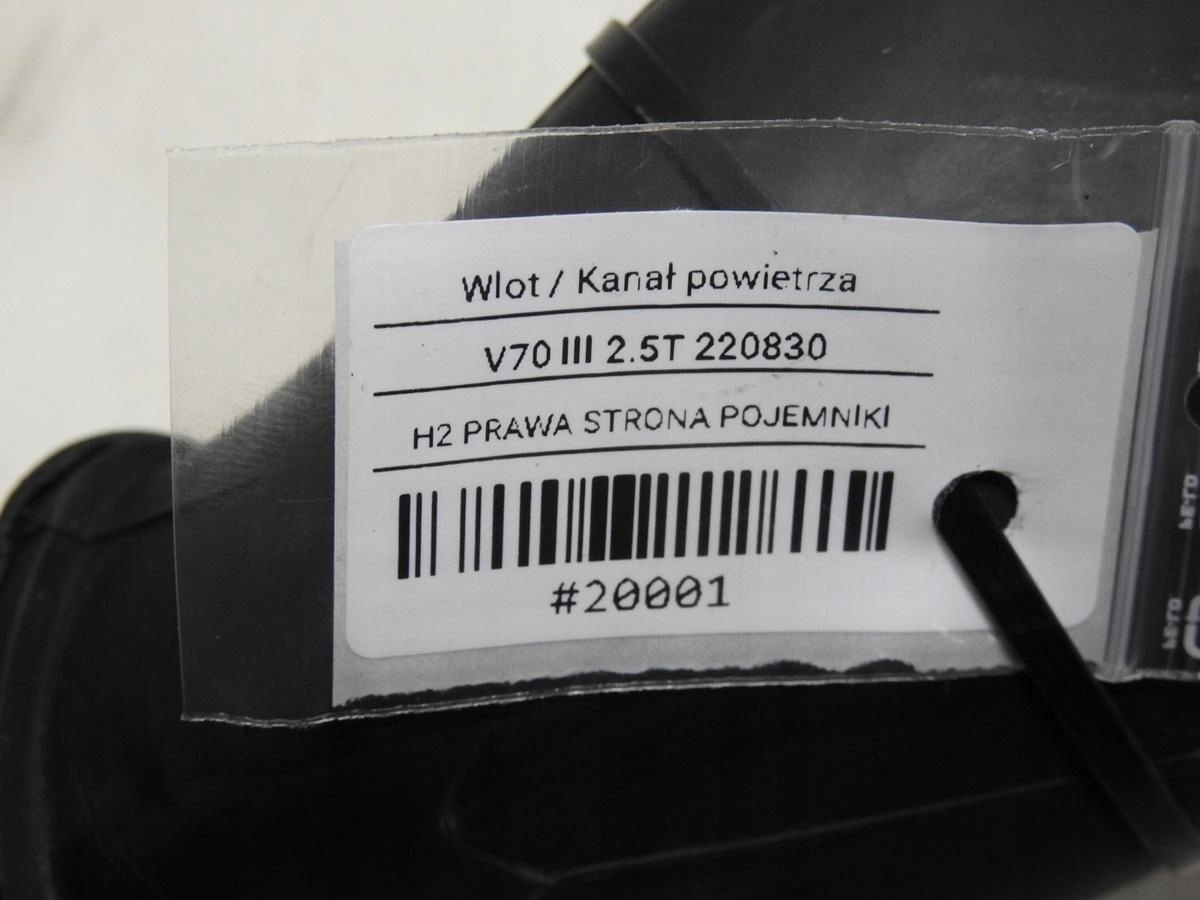 Wlot / Kanał powietrza
V70 III 2.5T 220830
H2 PRAWA STRONA POJEMNIKI
#20001